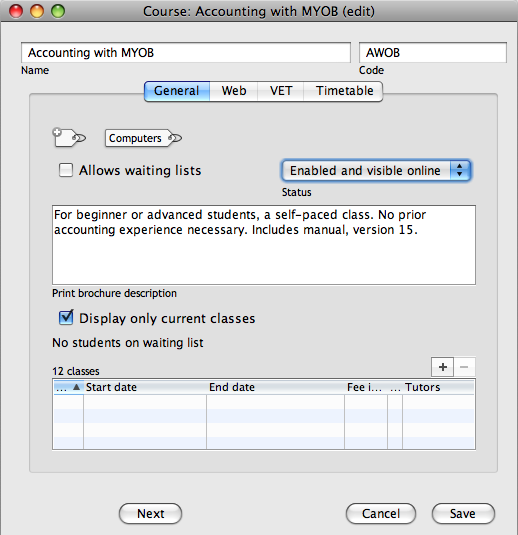 Course: Accounting with MYOB (edit)
Accounting with MYOB
AWOB
Name
Code
General
Web
VET
Timetable
Computers
Allows waiting lists
Enabled and visible online
Status
For beginner or advanced students, a self-paced class. No prior
accounting experience necessary. Includes manual, version 15.
Print brochure description
Display only current classes
No students on waiting list
12 classes
+
−
... Start date End date Fee i... ... Tutors
Next
Cancel
Save